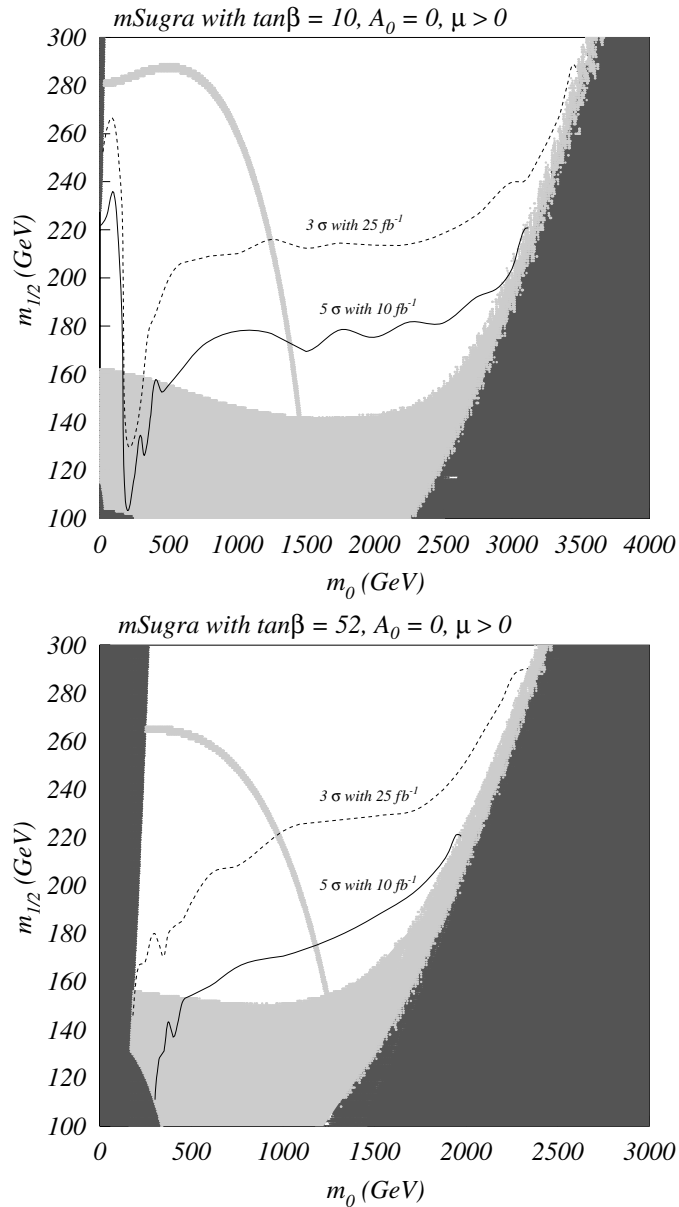 mSugra with tanβ = 10, A₀ = 0, μ > 0
300
280
260
240
220
200
180
160
140
120
100
m₁/₂ (GeV)
3 σ with 25 fb⁻¹
5 σ with 10 fb⁻¹
0 500 1000 1500 2000 2500 3000 3500 4000
m₀ (GeV)
mSugra with tanβ = 52, A₀ = 0, μ > 0
300
280
260
240
220
200
180
160
140
120
100
m₁/₂ (GeV)
3 σ with 25 fb⁻¹
5 σ with 10 fb⁻¹
0 500 1000 1500 2000 2500 3000
m₀ (GeV)